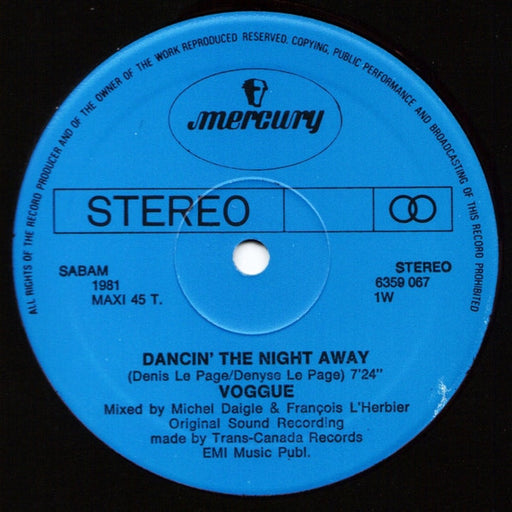 ALL RIGHTS OF THE RECORD PRODUCER AND OF THE OWNER OF THE WORK REPRODUCED RESERVED. COPYING, PUBLIC PERFORMANCE AND BROADCASTING OF THIS RECORD PROHIBITED
mercury
STEREO
SABAM
1981
MAXI 45 T.
STEREO
6359 067
1W
DANCIN' THE NIGHT AWAY
(Denis Le Page/Denyse Le Page) 7'24"
VOGGUE
Mixed by Michel Daigle & François L'Herbier
Original Sound Recording
made by Trans-Canada Records
EMI Music Publ.